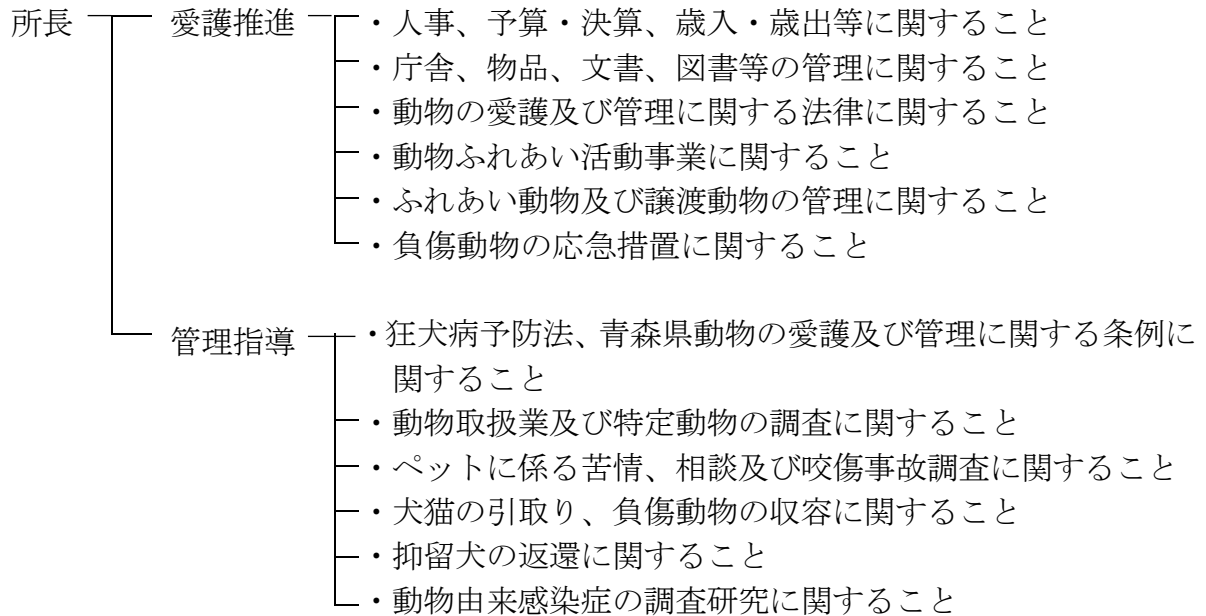 所長 愛護推進 ・人事、予算・決算、歳入・歳出等に関すること
・庁舎、物品、文書、図書等の管理に関すること
・動物の愛護及び管理に関する法律に関すること
・動物ふれあい活動事業に関すること
・ふれあい動物及び譲渡動物の管理に関すること
・負傷動物の応急措置に関すること
管理指導 ・狂犬病予防法、青森県動物の愛護及び管理に関する条例に
関すること
・動物取扱業及び特定動物の調査に関すること
・ペットに係る苦情、相談及び咬傷事故調査に関すること
・犬猫の引取り、負傷動物の収容に関すること
・抑留犬の返還に関すること
・動物由来感染症の調査研究に関すること